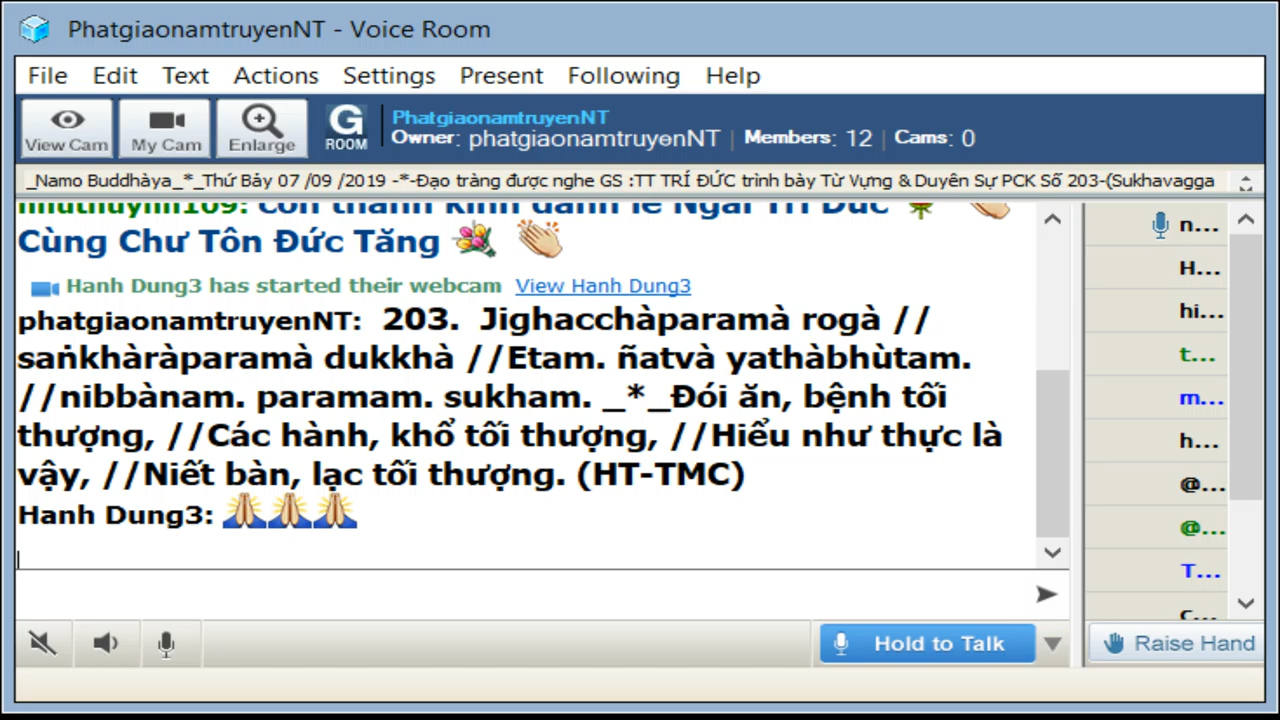 PhatgiaonamtruyenNT - Voice Room
File Edit Text Actions Settings Present Following Help
View Cam My Cam Enlarge
G ROOM
PhatgiaonamtruyenNT
Owner: phatgiaonamtruyenNT | Members: 12 | Cams: 0
_Namo Buddhàya_*_Thứ Bảy 07 /09 /2019 -*-Đạo tràng được nghe GS :TT TRÍ ĐỨC trình bày Từ Vựng & Duyên Sự PCK Số 203-(Sukhavagga
Cùng Chư Tôn Đức Tăng
Hanh Dung3 has started their webcam View Hanh Dung3
phatgiaonamtruyenNT: 203. Jighacchàparamà rogà //
saṅkhàràparamà dukkhà //Etam. ñatvà yathàbhùtam.
//nibbànam. paramam. sukham. _*_Đói ăn, bệnh tối
thượng, //Các hành, khổ tối thượng, //Hiểu như thực là
vậy, //Niết bàn, lạc tối thượng. (HT-TMC)
Hanh Dung3:
n...
H...
hi...
t...
m...
h...
@...
@...
T...
c...
Hold to Talk
Raise Hand